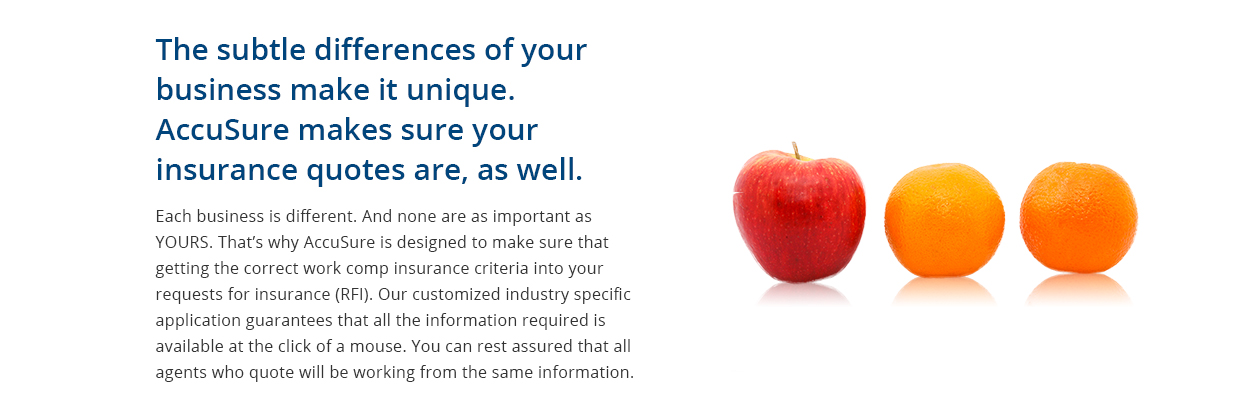 The subtle differences of your
business make it unique.
AccuSure makes sure your
insurance quotes are, as well.
Each business is different. And none are as important as
YOURS. That’s why AccuSure is designed to make sure that
getting the correct work comp insurance criteria into your
requests for insurance (RFI). Our customized industry specific
application guarantees that all the information required is
available at the click of a mouse. You can rest assured that all
agents who quote will be working from the same information.